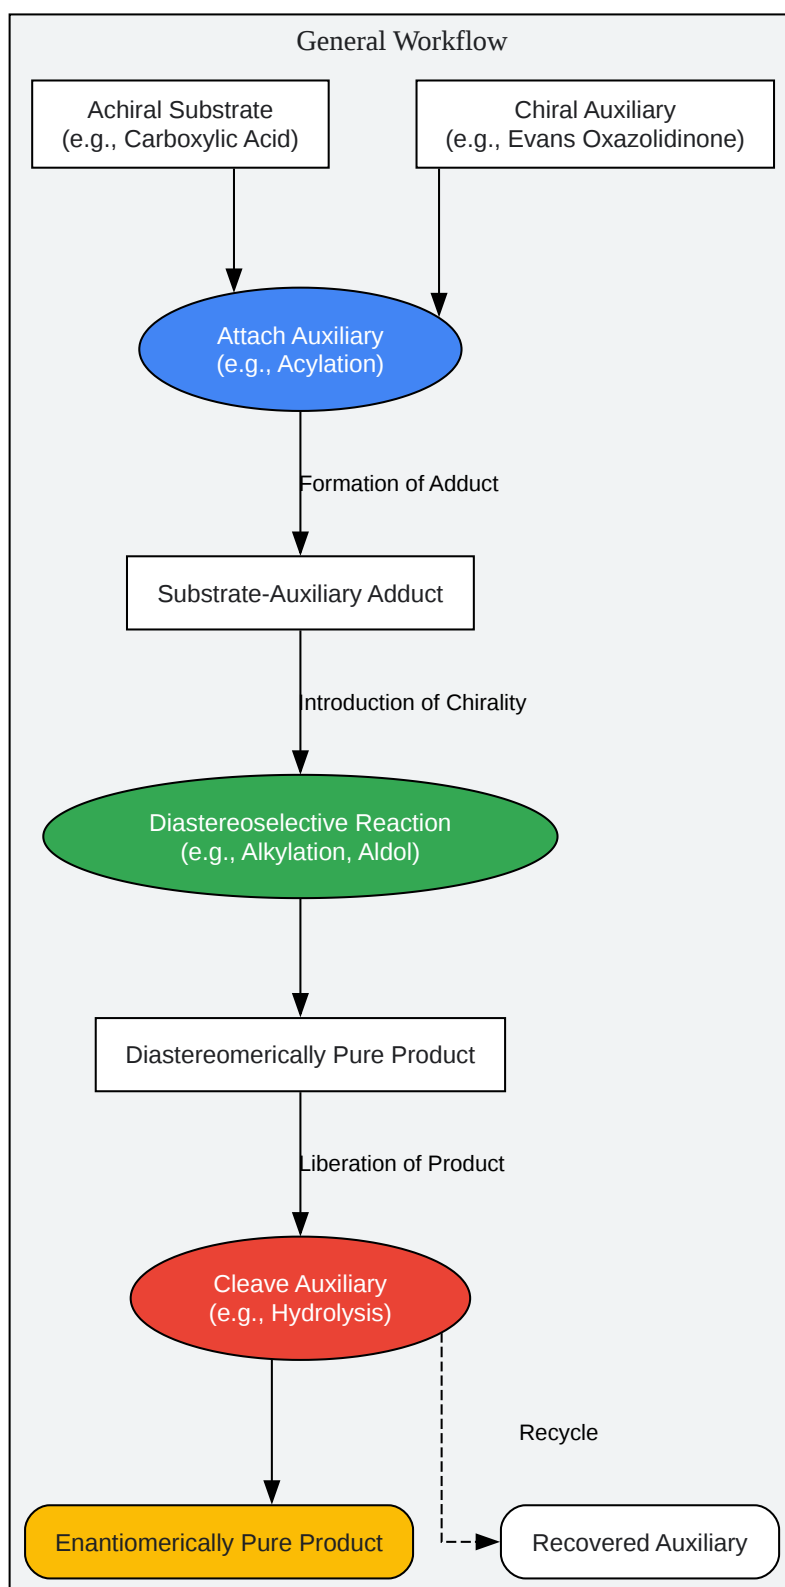 General Workflow
Achiral Substrate
(e.g., Carboxylic Acid)
Chiral Auxiliary
(e.g., Evans Oxazolidinone)
Attach Auxiliary
(e.g., Acylation)
Formation of Adduct
Substrate-Auxiliary Adduct
Introduction of Chirality
Diastereoselective Reaction
(e.g., Alkylation, Aldol)
Diastereomerically Pure Product
Liberation of Product
Cleave Auxiliary
(e.g., Hydrolysis)
Recycle
Enantiomerically Pure Product
Recovered Auxiliary